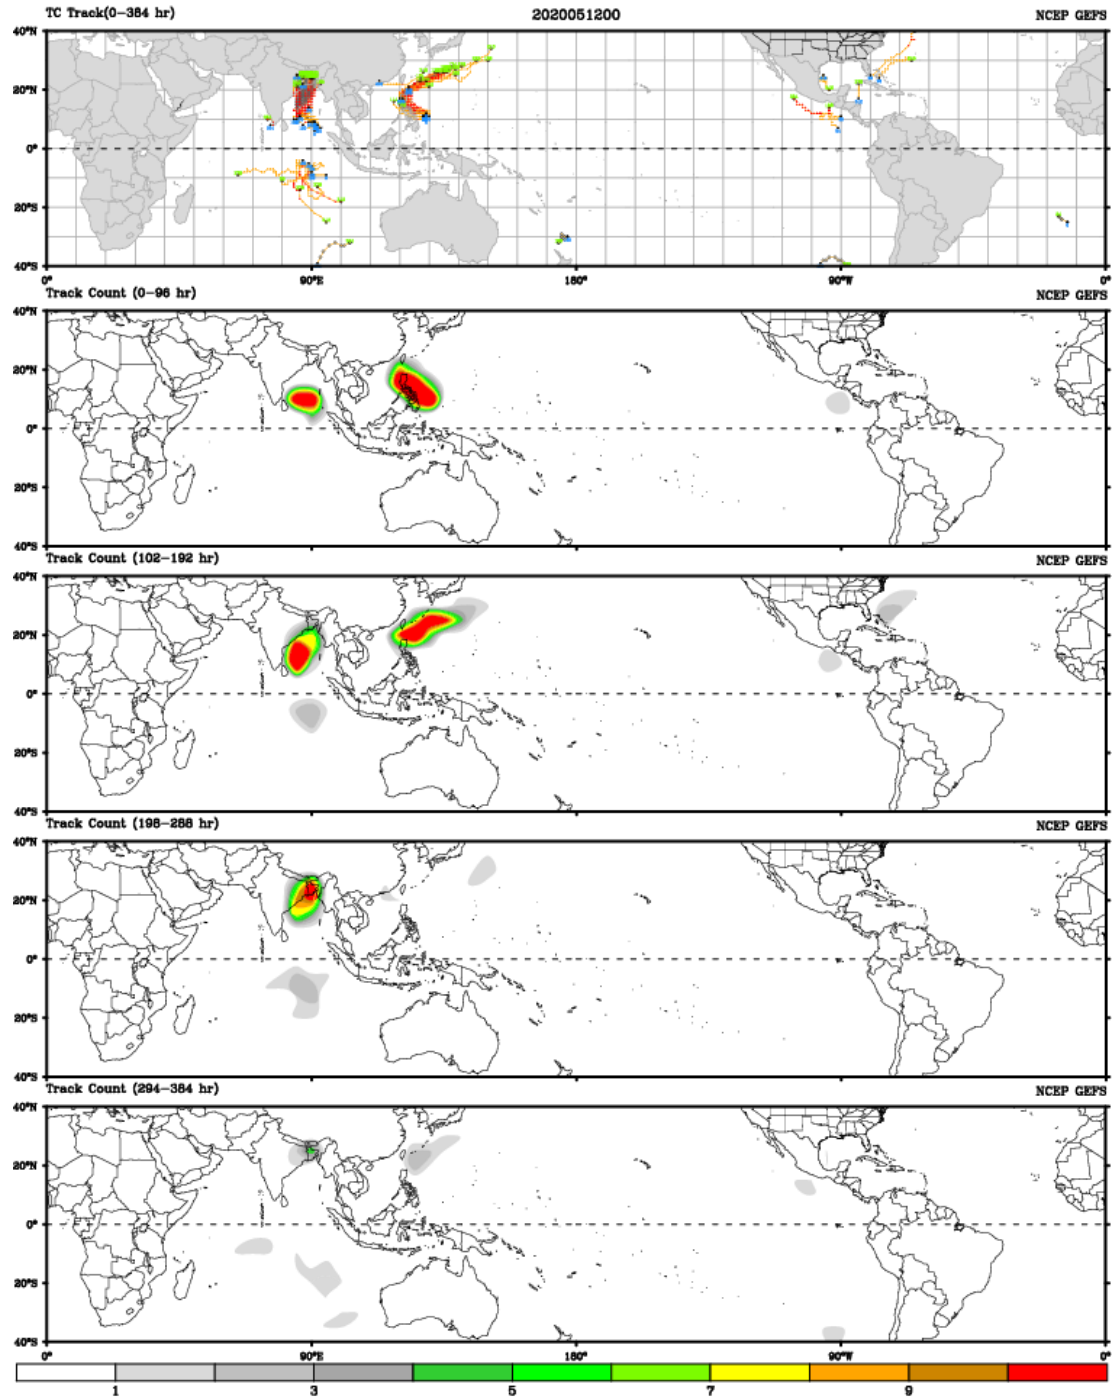 TC Track(0-384 hr) 2020051200 NCEP GEFS
40°N
20°N
0°
20°S
40°S
0° 90°E 180° 90°W 0°
Track Count (0-96 hr) NCEP GEFS
40°N
20°N
0°
20°S
40°S
Track Count (102-192 hr) NCEP GEFS
40°N
20°N
0°
20°S
40°S
Track Count (198-288 hr) NCEP GEFS
40°N
20°N
0°
20°S
40°S
Track Count (294-384 hr) NCEP GEFS
40°N
20°N
0°
20°S
40°S
0° 90°E 180° 90°W 0°
1 3 5 7 9